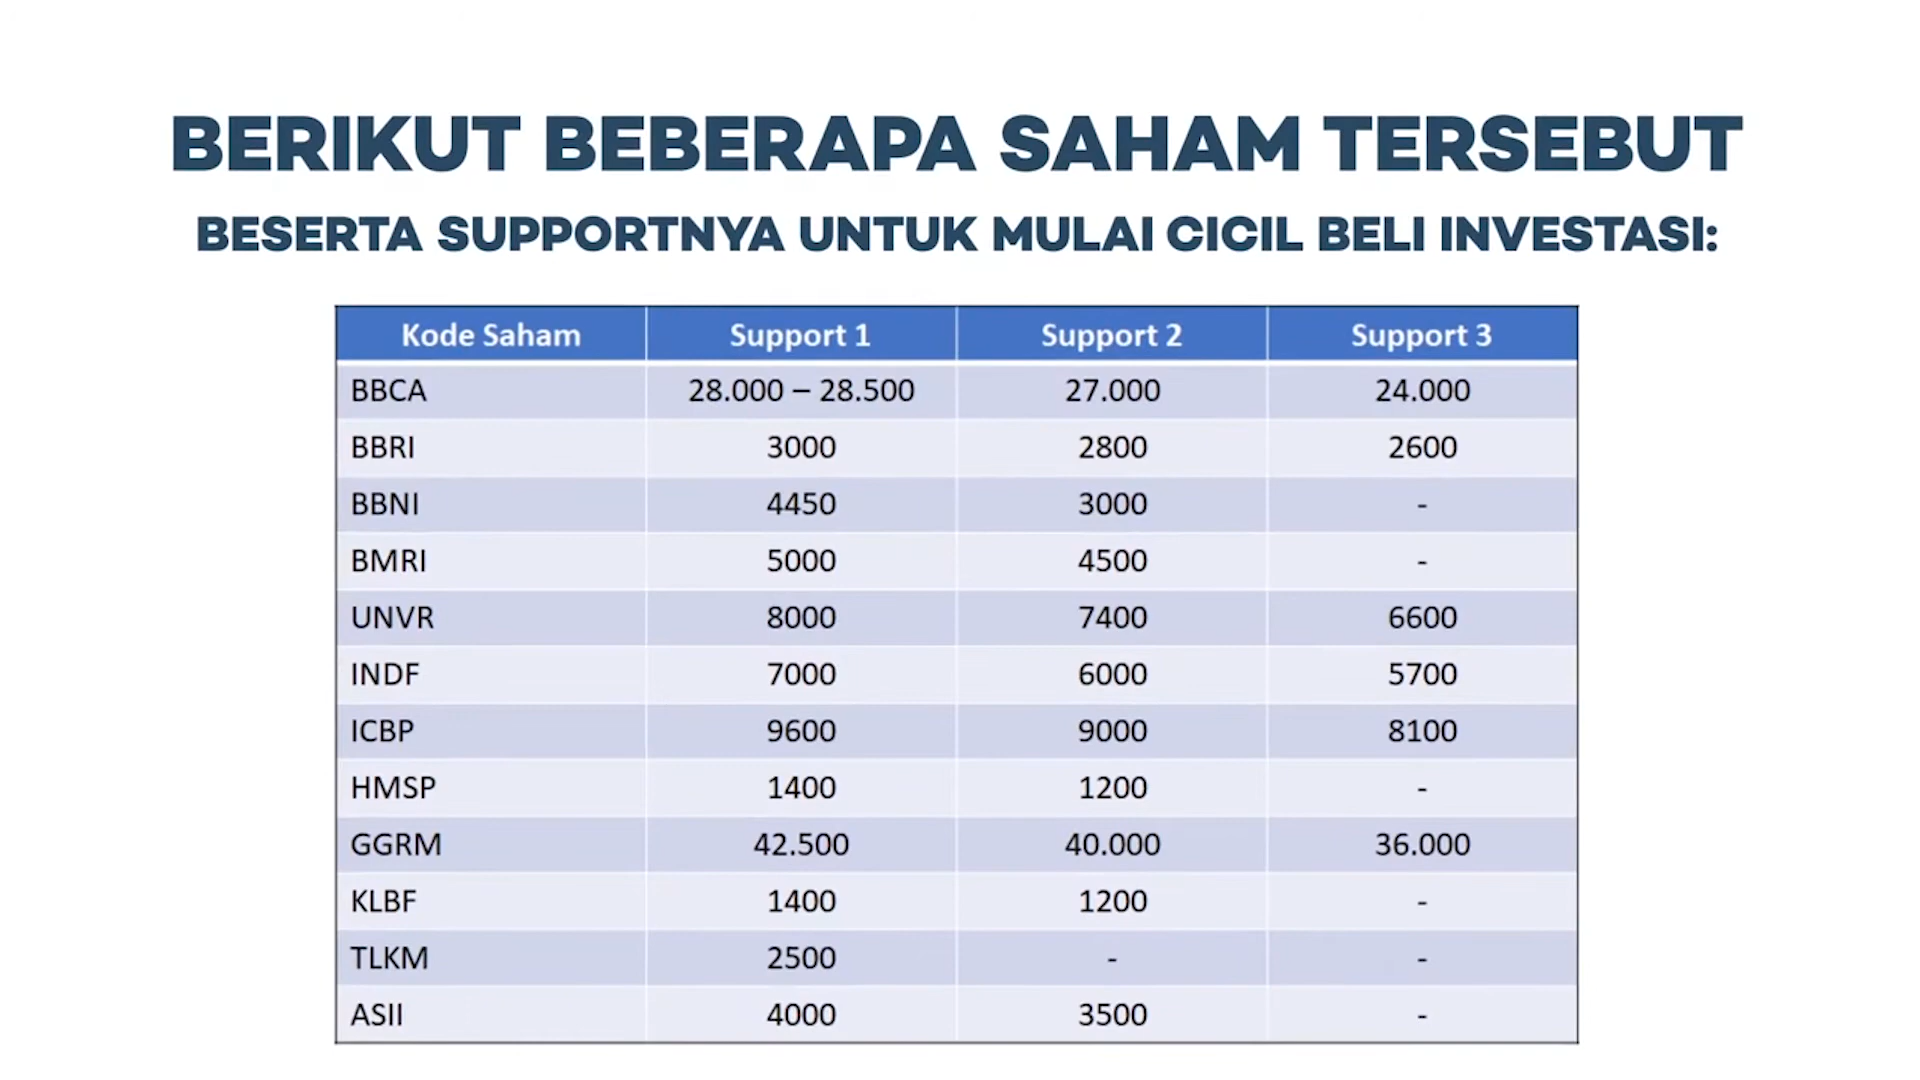 BERIKUT BEBERAPA SAHAM TERSEBUT
BESERTA SUPPORTNYA UNTUK MULAI CICIL BELI INVESTASI:
Kode Saham Support 1 Support 2 Support 3
BBCA 28.000 – 28.500 27.000 24.000
BBRI 3000 2800 2600
BBNI 4450 3000 -
BMRI 5000 4500 -
UNVR 8000 7400 6600
INDF 7000 6000 5700
ICBP 9600 9000 8100
HMSP 1400 1200 -
GGRM 42.500 40.000 36.000
KLBF 1400 1200 -
TLKM 2500 - -
ASII 4000 3500 -